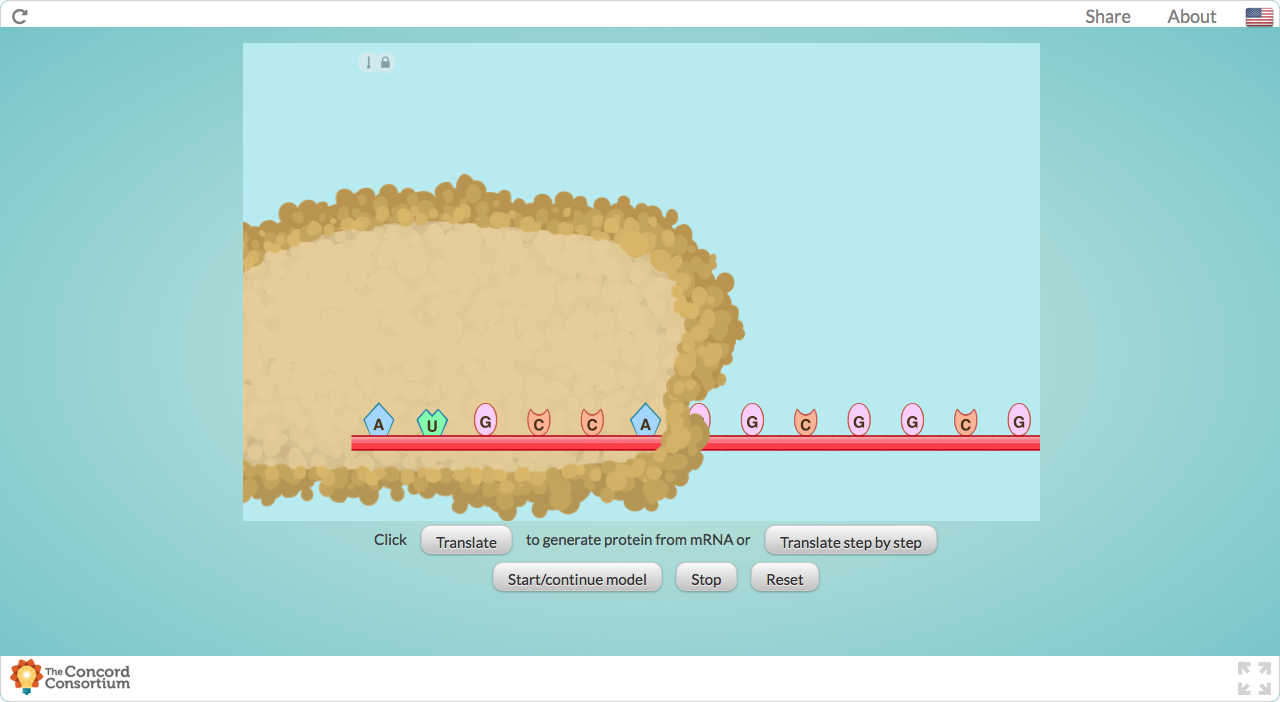 Share About
A U G C C A G C G G C G
Click Translate to generate protein from mRNA or Translate step by step
Start/continue model Stop Reset
The Concord
Consortium